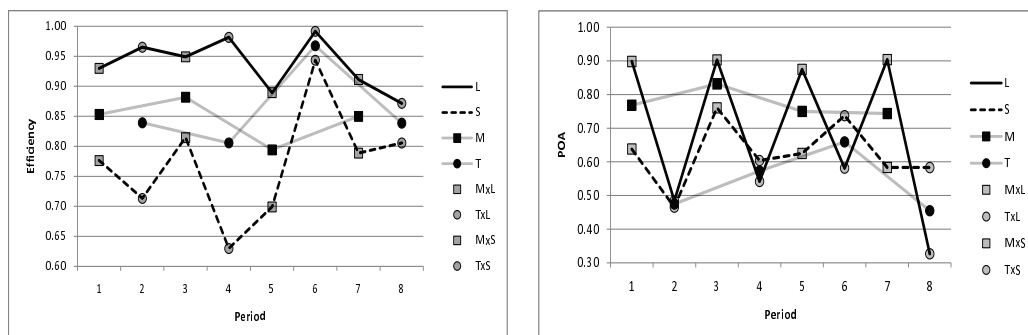 1.00
0.95
0.90
0.85
0.80
0.75
0.70
0.65
0.60
Efficiency
1 2 3 4 5 6 7 8
Period
L
S
M
T
MxL
TxL
MxS
TxS
1.00
0.90
0.80
0.70
0.60
0.50
0.40
0.30
POA
1 2 3 4 5 6 7 8
Period
L
S
M
T
MxL
TxL
MxS
TxS